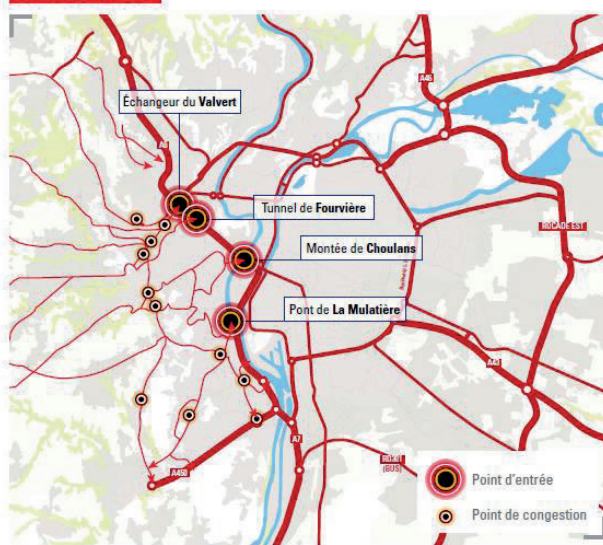 A46
Échangeur du Valvert
A6
Tunnel de Fourvière
ROCADE EST
Montée de Choulans
Pont de La Mulatière
A43
A7
A450
(BUS)
Point d'entrée
Point de congestion